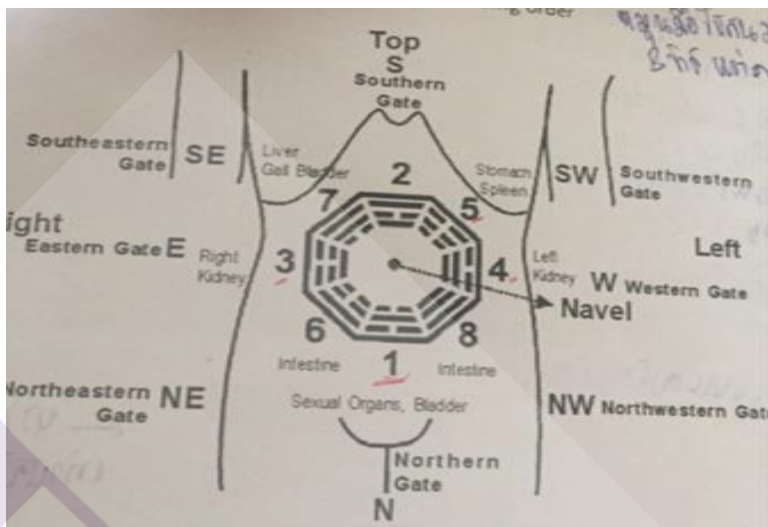 Order
Top
S
Southern
Gate
Southeastern
Gate
SE
Liver
Gall Bladder
Stomach
Spleen
SW
Southwestern
Gate
2
7
5
Eastern Gate E
Right
Kidney
3
4
Left
Kidney
Left
W Western Gate
Navel
6
8
1
Intestine
Intestine
Northeastern
Gate
NE
Sexual Organs, Bladder
NW Northwestern
Northern
Gate
N